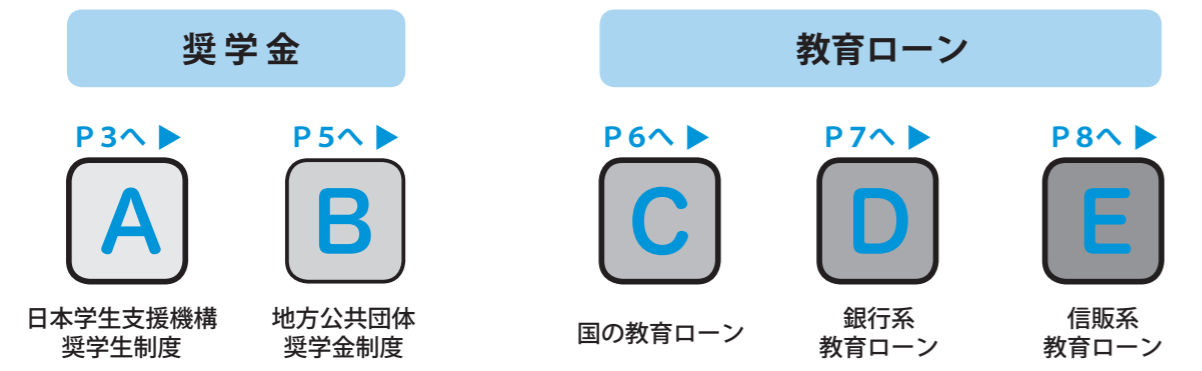 奨学金
教育ローン
P3へ ▶
P5へ ▶
P6へ ▶
P7へ ▶
P8へ ▶
A
B
C
D
E
日本学生支援機構
奨学生制度
地方公共団体
奨学金制度
国の教育ローン
銀行系
教育ローン
信販系
教育ローン